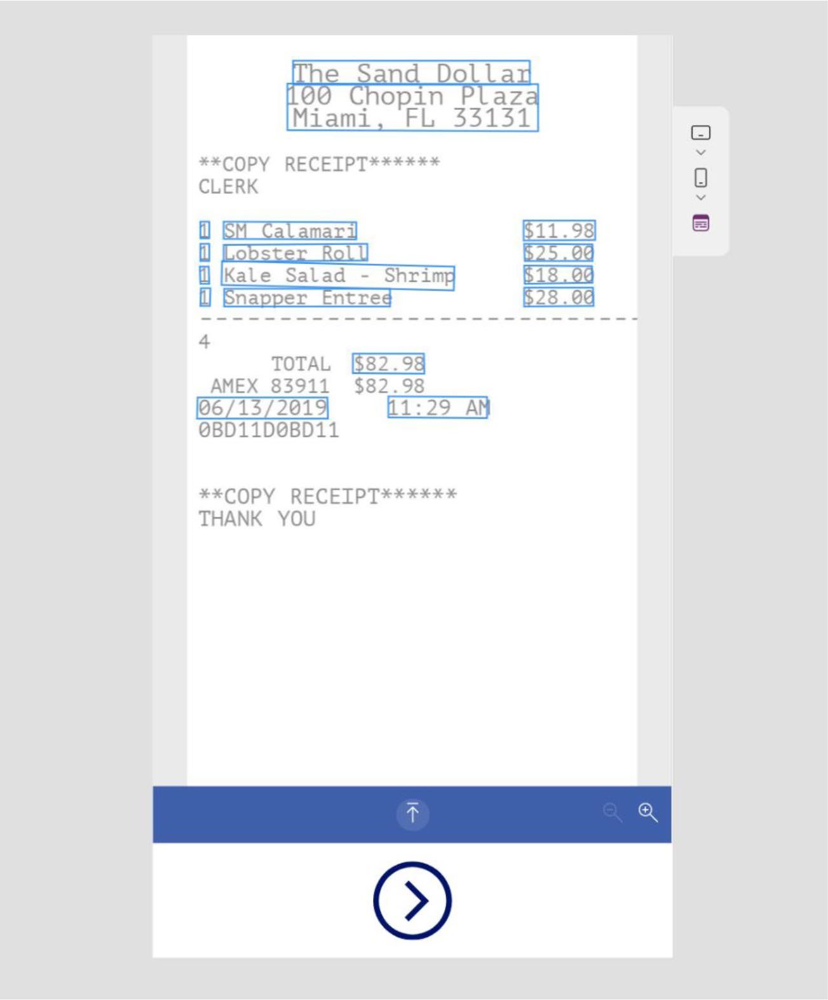 The Sand Dollar
100 Chopin Plaza
Miami, FL 33131
**COPY RECEIPT******
CLERK
1 SM Calamari $11.98
1 Lobster Roll $25.00
1 Kale Salad - Shrimp $18.00
1 Snapper Entree $28.00
------------------------------
4
TOTAL $82.98
AMEX 83911 $82.98
06/13/2019 11:29 AM
0BD11D0BD11
**COPY RECEIPT******
THANK YOU